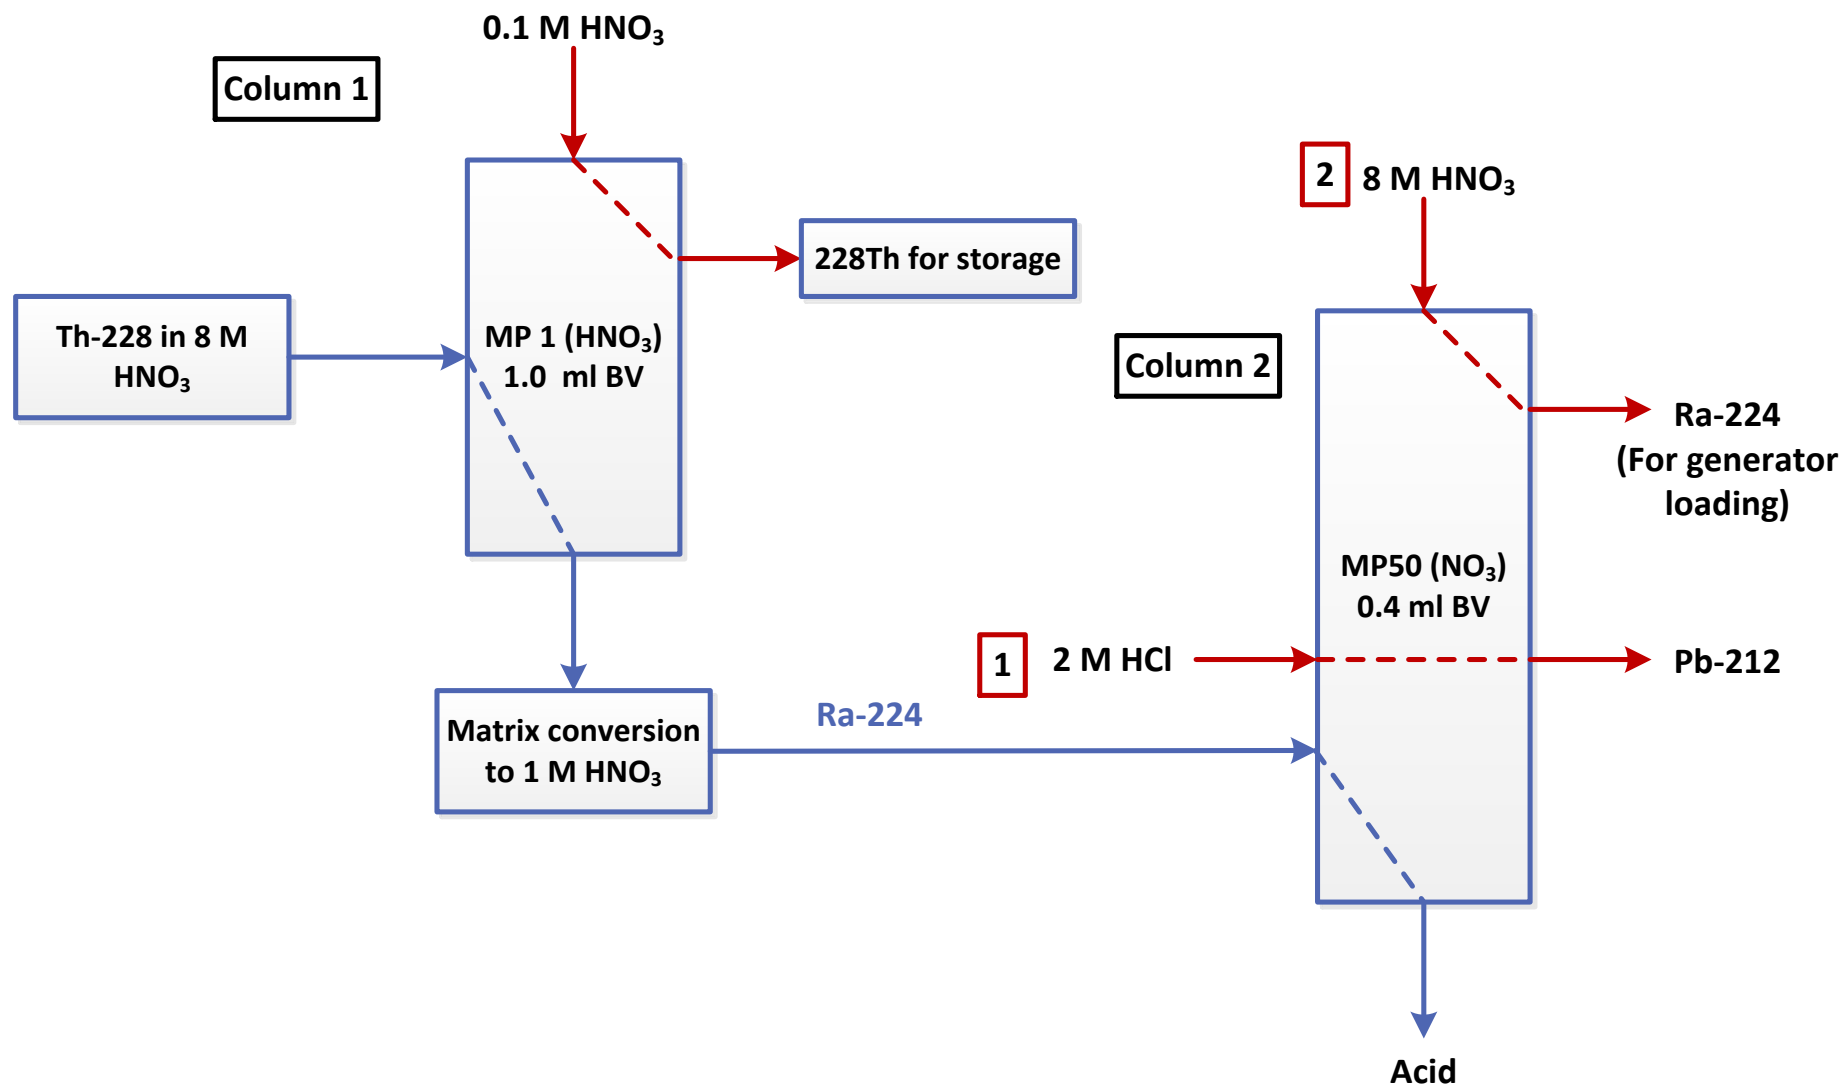 0.1 M HNO₃
Column 1
Th-228 in 8 M
HNO₃
MP 1 (HNO₃)
1.0 ml BV
228Th for storage
Matrix conversion
to 1 M HNO₃
Ra-224
Column 2
2
8 M HNO₃
MP50 (NO₃)
0.4 ml BV
1
2 M HCl
Ra-224
(For generator
loading)
Pb-212
Acid